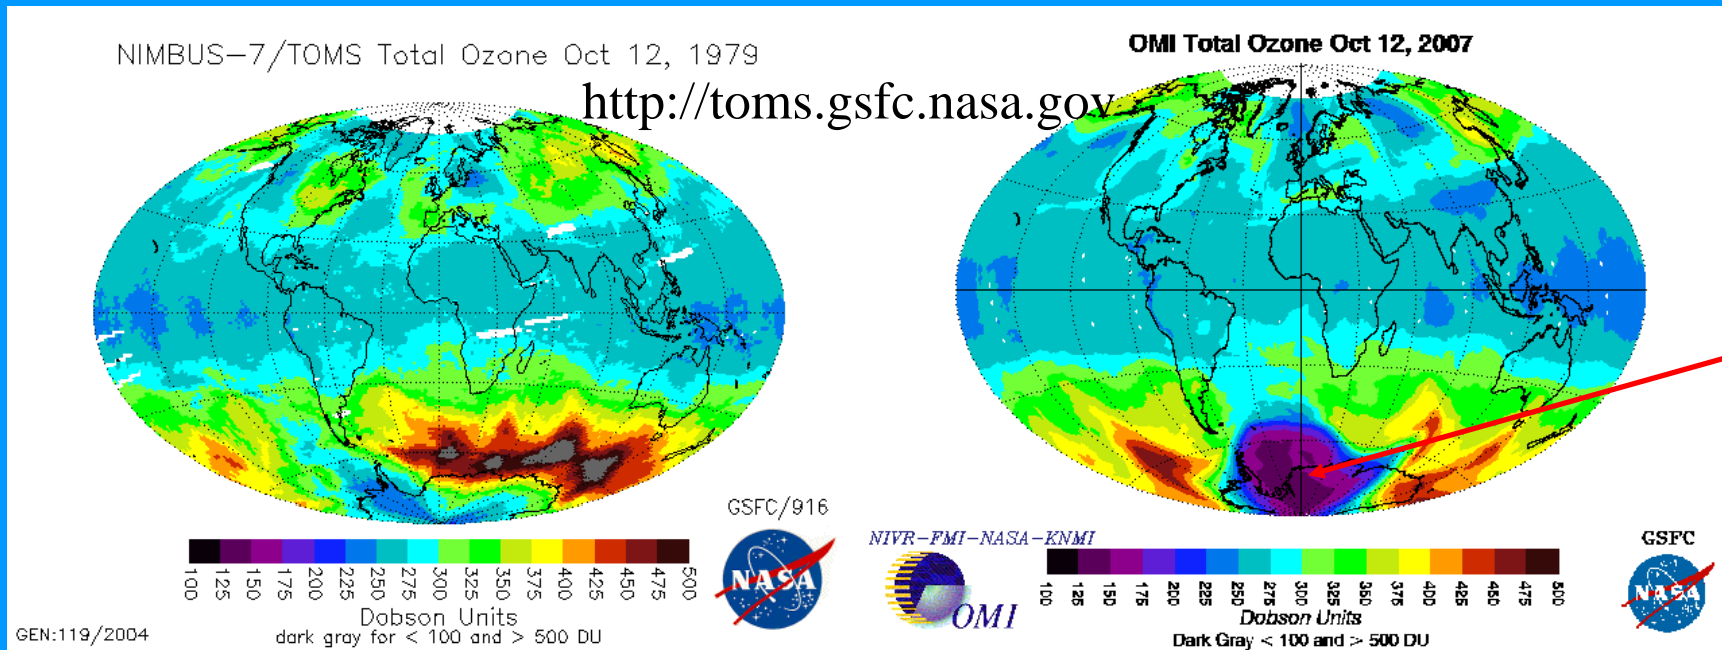 NIMBUS-7/TOMS Total Ozone Oct 12, 1979
OMI Total Ozone Oct 12, 2007
http://toms.gsfc.nasa.gov
GSFC/916
NASA
100 125 150 175 200 225 250 275 300 325 350 375 400 425 450 475 500
Dobson Units
dark gray for < 100 and > 500 DU
GEN:119/2004
NIVR-FMI-NASA-KNMI
OMI
100 125 150 175 200 225 250 275 300 325 350 375 400 425 450 475 500
Dobson Units
Dark Gray < 100 and > 500 DU
GSFC
NASA